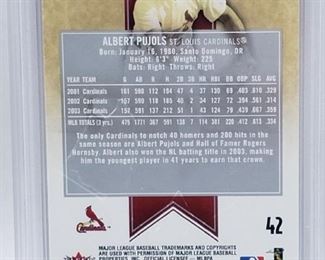 ALBERT PUJOLS ST. LOUIS CARDINALS®
Born: January 16, 1980, Santo Domingo, DR
Height: 6'3" Weight: 225
Bats: Right • Throws: Right
YEAR TEAM G AB R H 2B 3B HR RBI BB OBP SLG AVG
2001 Cardinals 161 590 112 194 47 37 130 69 .403 .610 .329
2002 Cardinals 157 590 118 185 40 2 34 127 72 .394 .561 .314
2003 Cardinals 157 591 137 212 51 1 43 124 79 .439 .667 .359
MLB TOTALS (3 yrs.) 475 1771 367 591 138 114 381 220 .334
The only Cardinals to notch 40 homers and 200 hits in
the same season are Albert Pujols and Hall of Famer Rogers
Hornsby. Albert also won the NL batting title in 2003, making
him the youngest player in 41 years to earn that crown.
Cardinals
42
MAJOR LEAGUE BASEBALL TRADEMARKS AND COPYRIGHTS
ARE USED WITH PERMISSION OF MAJOR LEAGUE BASEBALL
PROPERTIES, INC. OFFICIAL LICENSEE — MLBPA